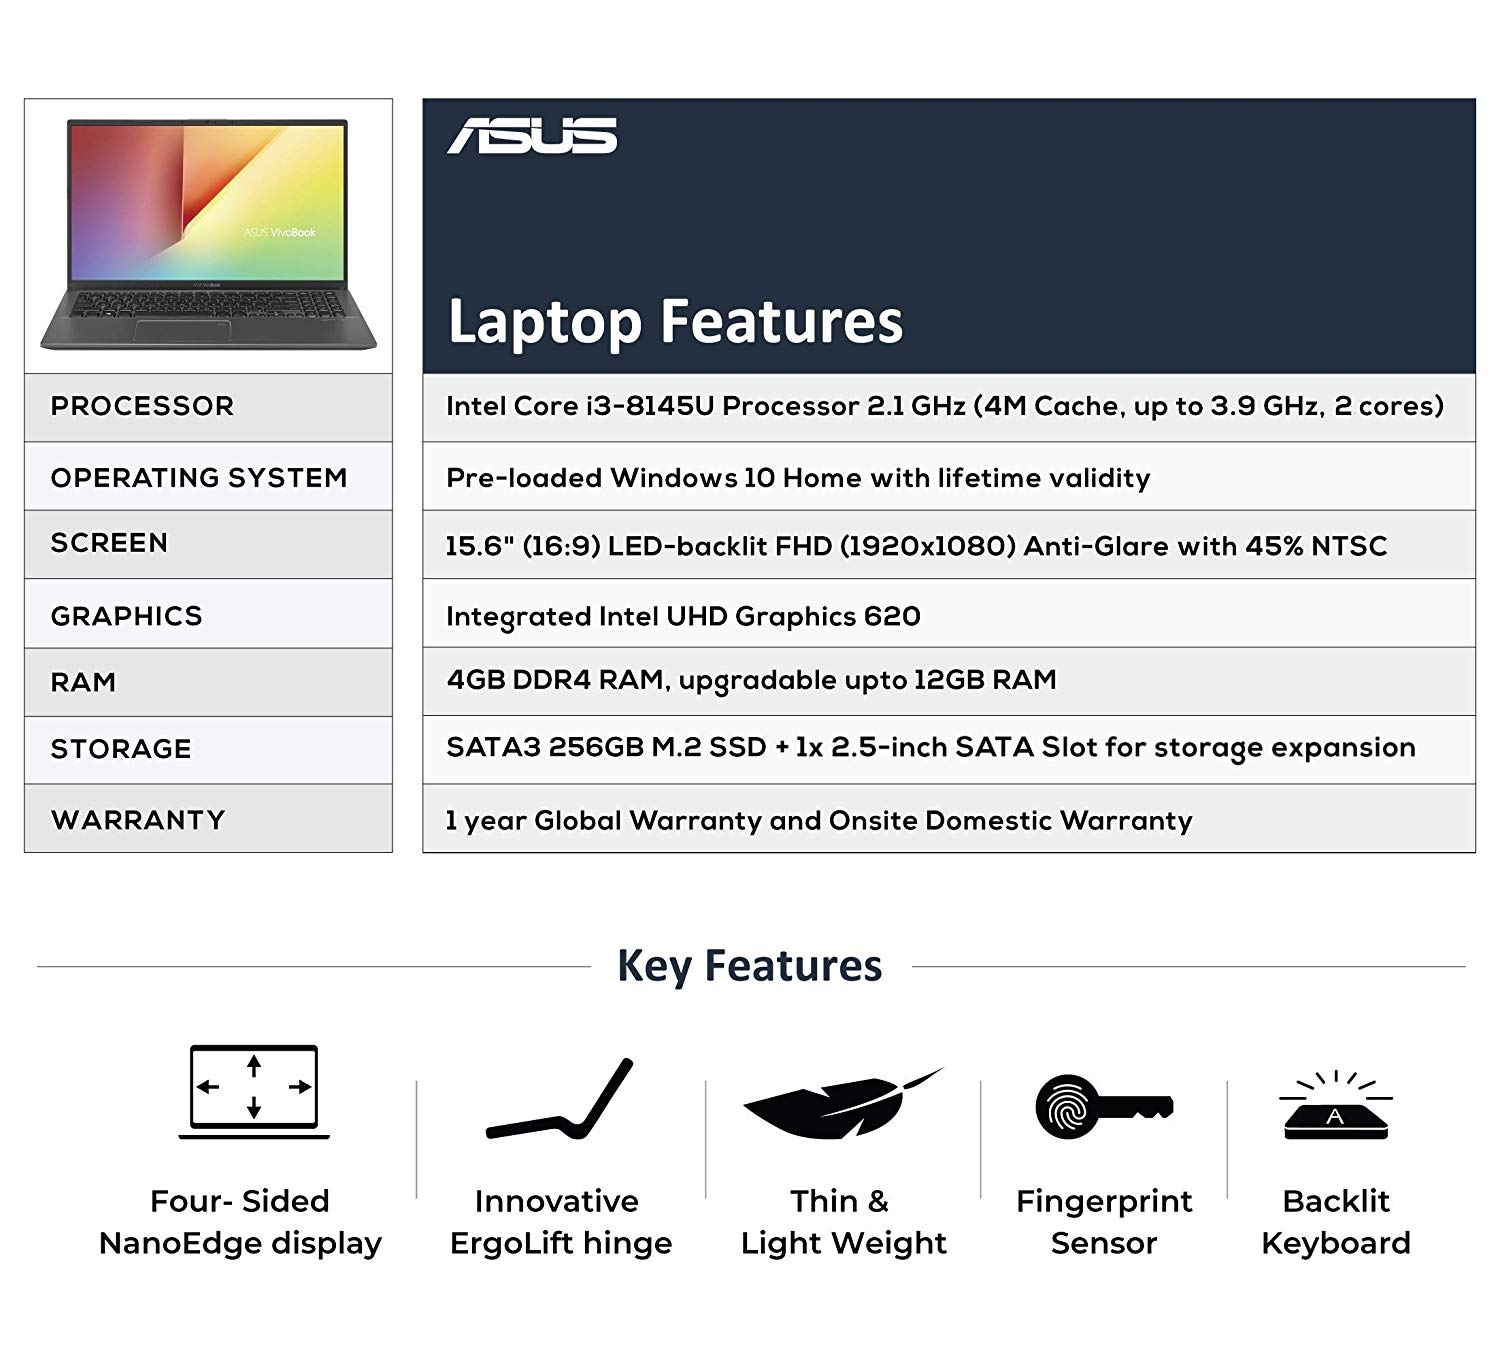 ASUS
ASUS VivoBook
Laptop Features
PROCESSOR
Intel Core i3-8145U Processor 2.1 GHz (4M Cache, up to 3.9 GHz, 2 cores)
OPERATING SYSTEM
Pre-loaded Windows 10 Home with lifetime validity
SCREEN
15.6" (16:9) LED-backlit FHD (1920x1080) Anti-Glare with 45% NTSC
GRAPHICS
Integrated Intel UHD Graphics 620
RAM
4GB DDR4 RAM, upgradable upto 12GB RAM
STORAGE
SATA3 256GB M.2 SSD + 1x 2.5-inch SATA Slot for storage expansion
WARRANTY
1 year Global Warranty and Onsite Domestic Warranty
Key Features
A
Four- Sided
NanoEdge display
Innovative
ErgoLift hinge
Thin &
Light Weight
Fingerprint
Sensor
Backlit
Keyboard